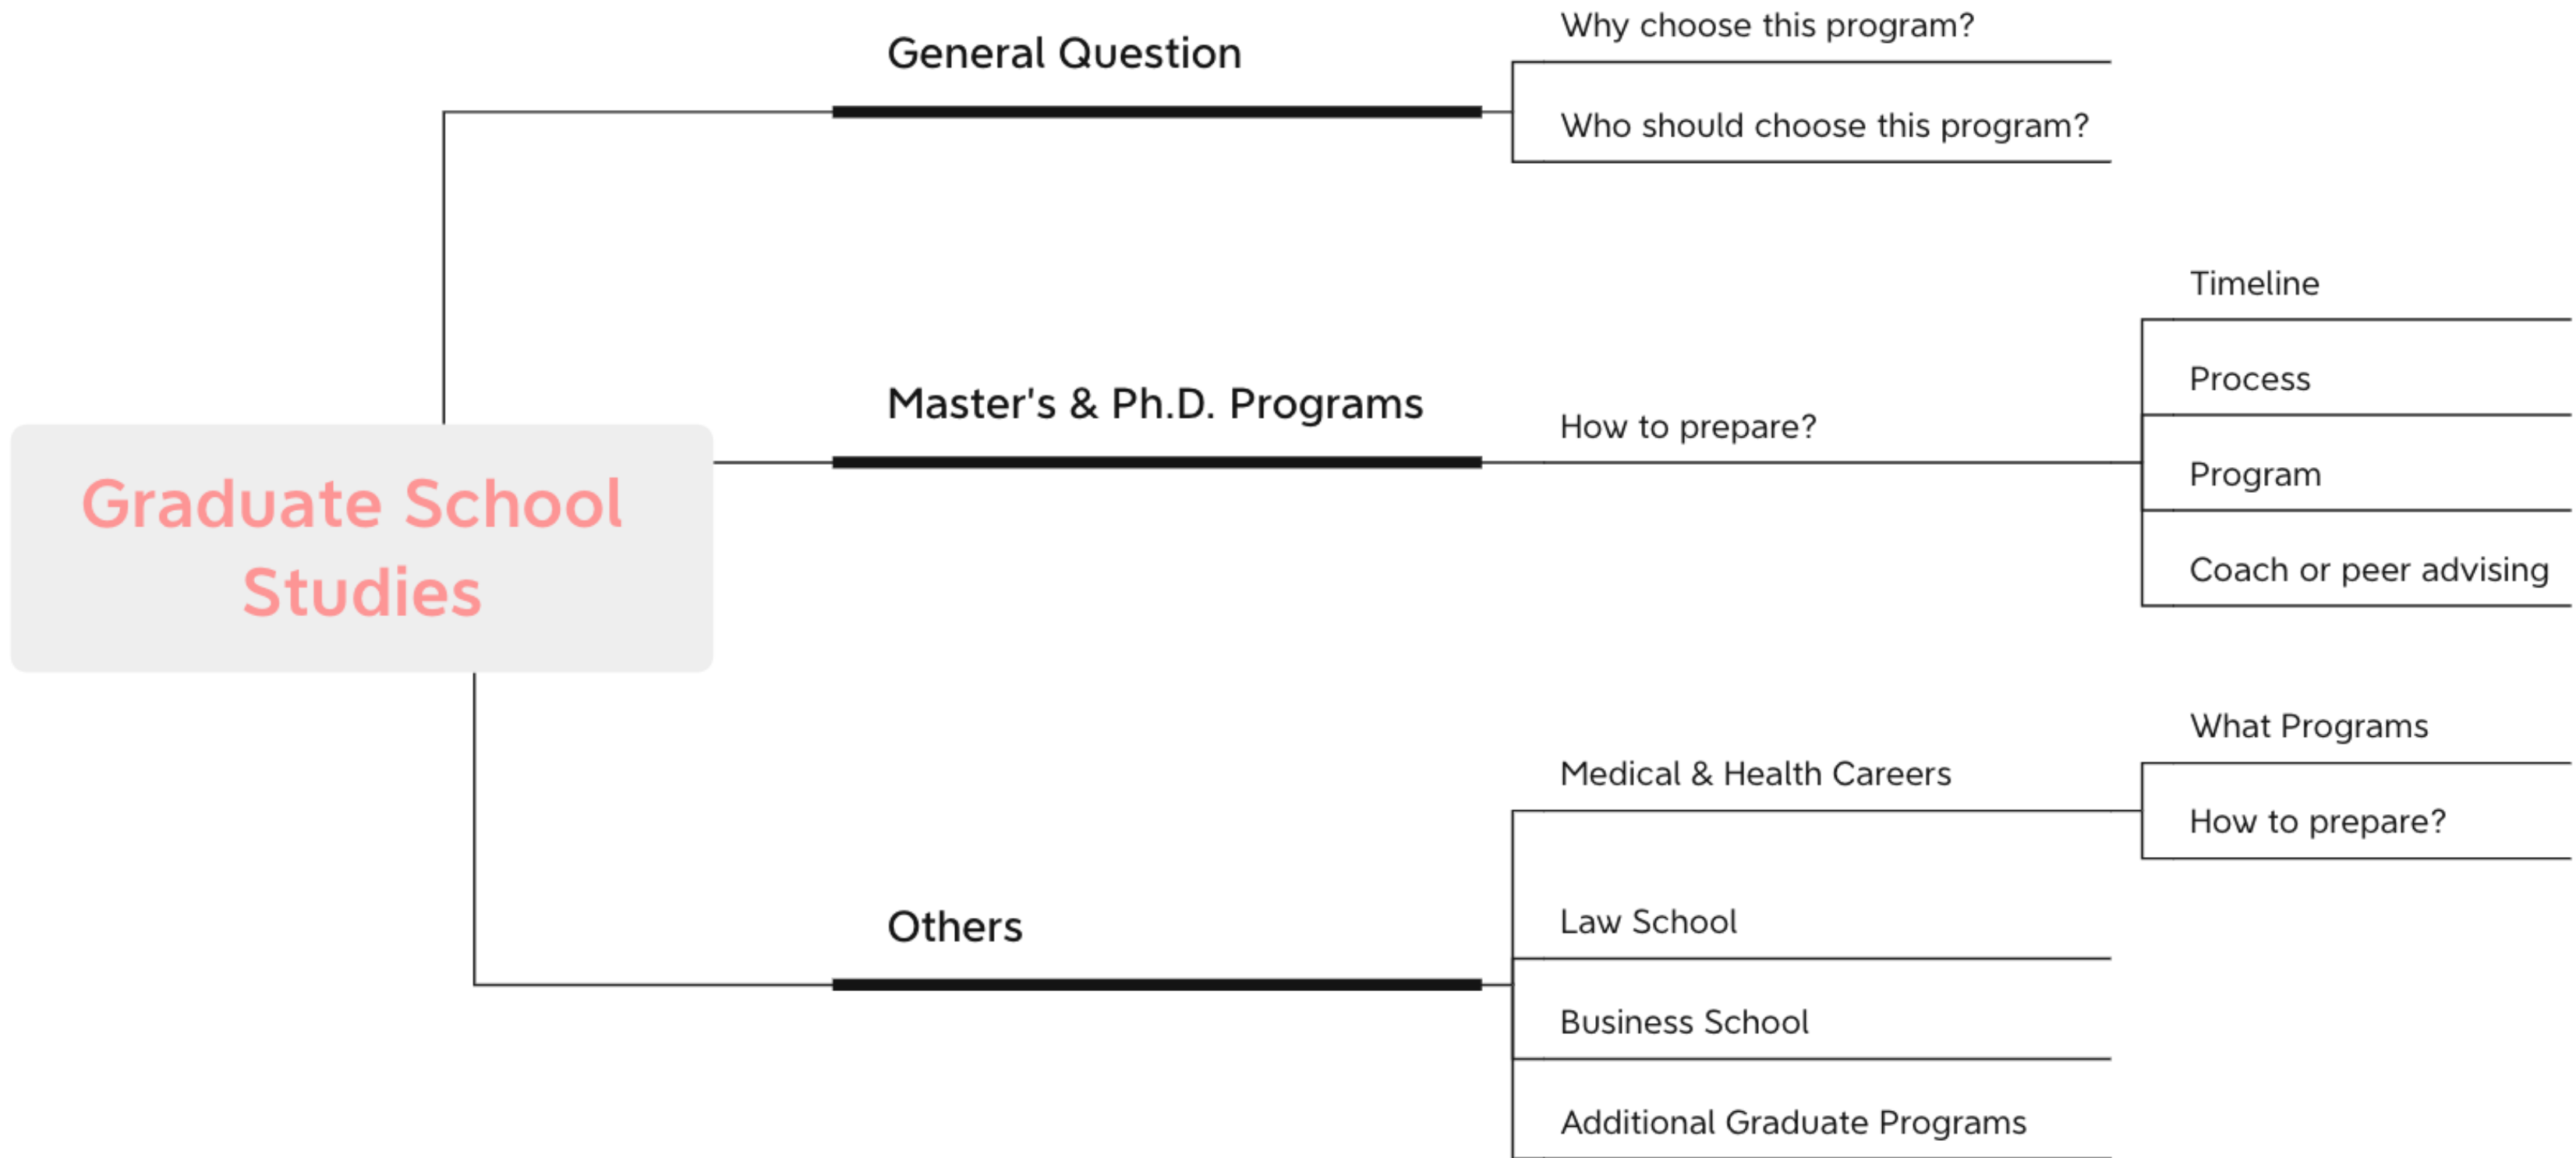 General Question
Why choose this program?
Who should choose this program?
Graduate School
Studies
Master's & Ph.D. Programs
How to prepare?
Timeline
Process
Program
Coach or peer advising
Others
Medical & Health Careers
What Programs
How to prepare?
Law School
Business School
Additional Graduate Programs